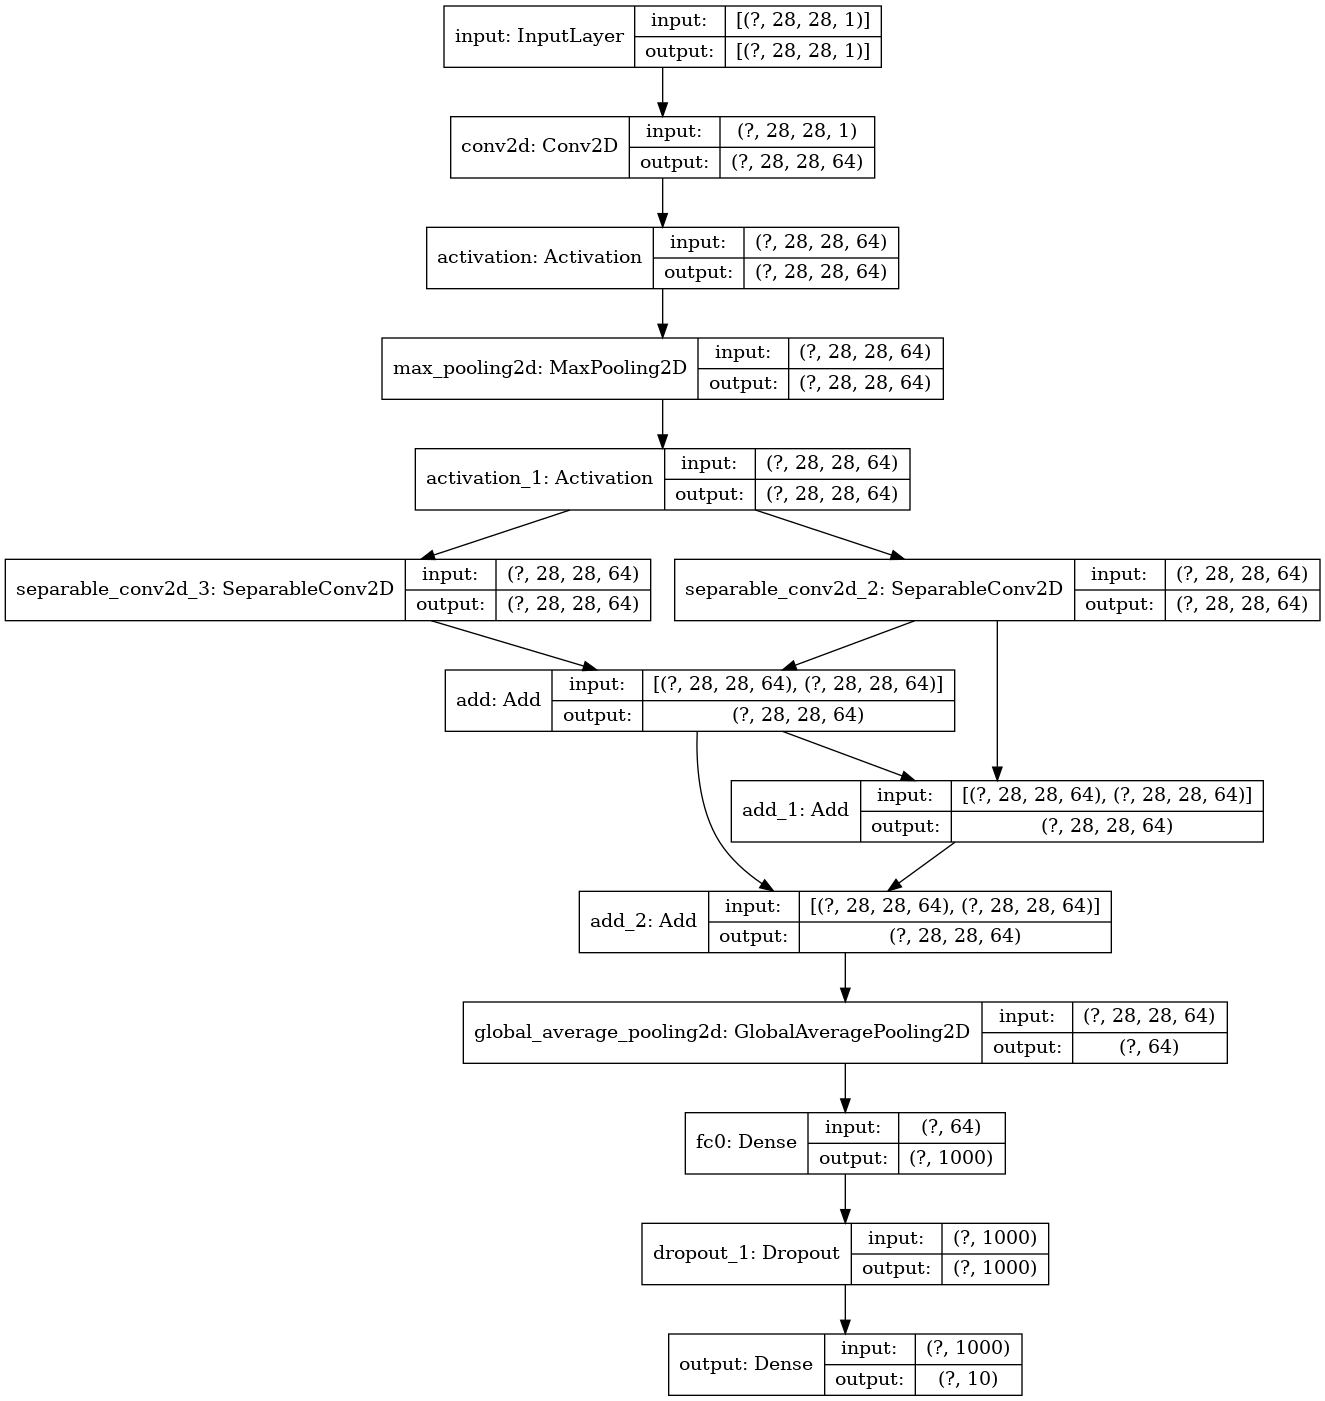 input: InputLayer
input:
[(?, 28, 28, 1)]
output:
[(?, 28, 28, 1)]
conv2d: Conv2D
input:
(?, 28, 28, 1)
output:
(?, 28, 28, 64)
activation: Activation
input:
(?, 28, 28, 64)
output:
(?, 28, 28, 64)
max_pooling2d: MaxPooling2D
input:
(?, 28, 28, 64)
output:
(?, 28, 28, 64)
activation_1: Activation
input:
(?, 28, 28, 64)
output:
(?, 28, 28, 64)
separable_conv2d_3: SeparableConv2D
input:
(?, 28, 28, 64)
output:
(?, 28, 28, 64)
separable_conv2d_2: SeparableConv2D
input:
(?, 28, 28, 64)
output:
(?, 28, 28, 64)
add: Add
input:
[(?, 28, 28, 64), (?, 28, 28, 64)]
output:
(?, 28, 28, 64)
add_1: Add
input:
[(?, 28, 28, 64), (?, 28, 28, 64)]
output:
(?, 28, 28, 64)
add_2: Add
input:
[(?, 28, 28, 64), (?, 28, 28, 64)]
output:
(?, 28, 28, 64)
global_average_pooling2d: GlobalAveragePooling2D
input:
(?, 28, 28, 64)
output:
(?, 64)
fc0: Dense
input:
(?, 64)
output:
(?, 1000)
dropout_1: Dropout
input:
(?, 1000)
output:
(?, 1000)
output: Dense
input:
(?, 1000)
output:
(?, 10)